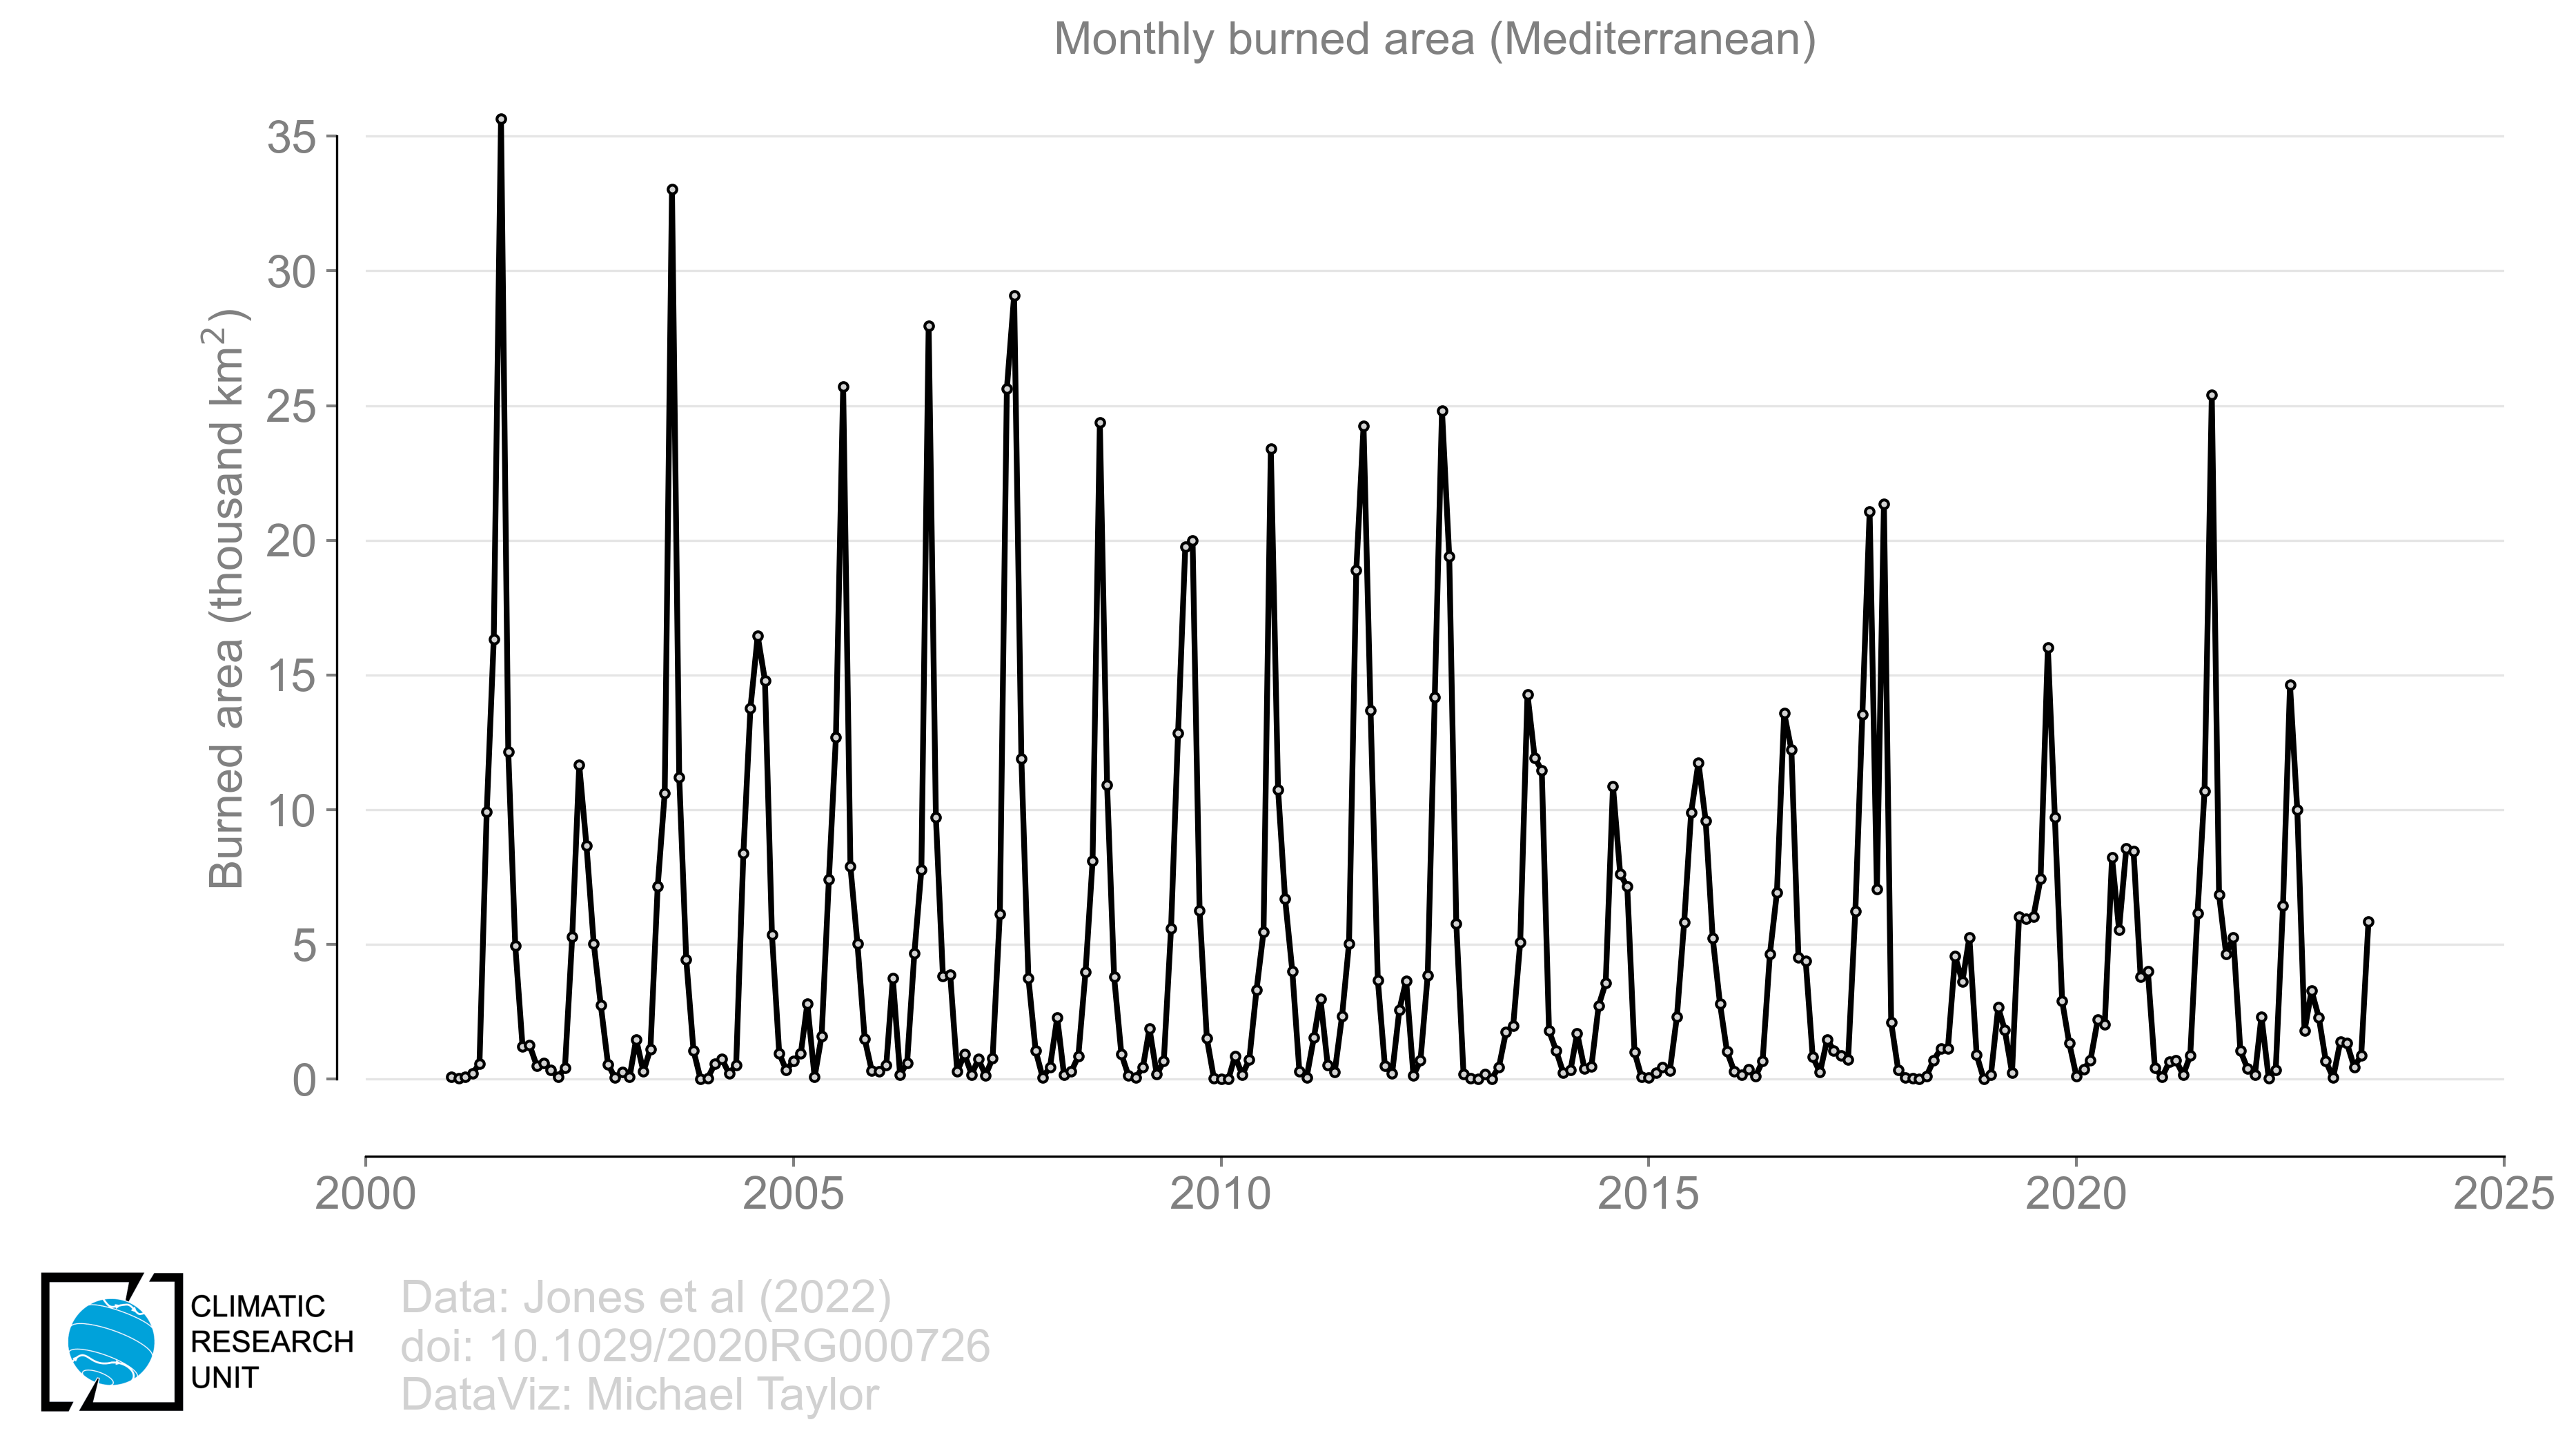 Monthly burned area (Mediterranean)
Burned area (thousand km²)
35
30
25
20
15
10
5
0
2000
2005
2010
2015
2020
2025
CLIMATIC
RESEARCH
UNIT
Data: Jones et al (2022)
doi: 10.1029/2020RG000726
DataViz: Michael Taylor